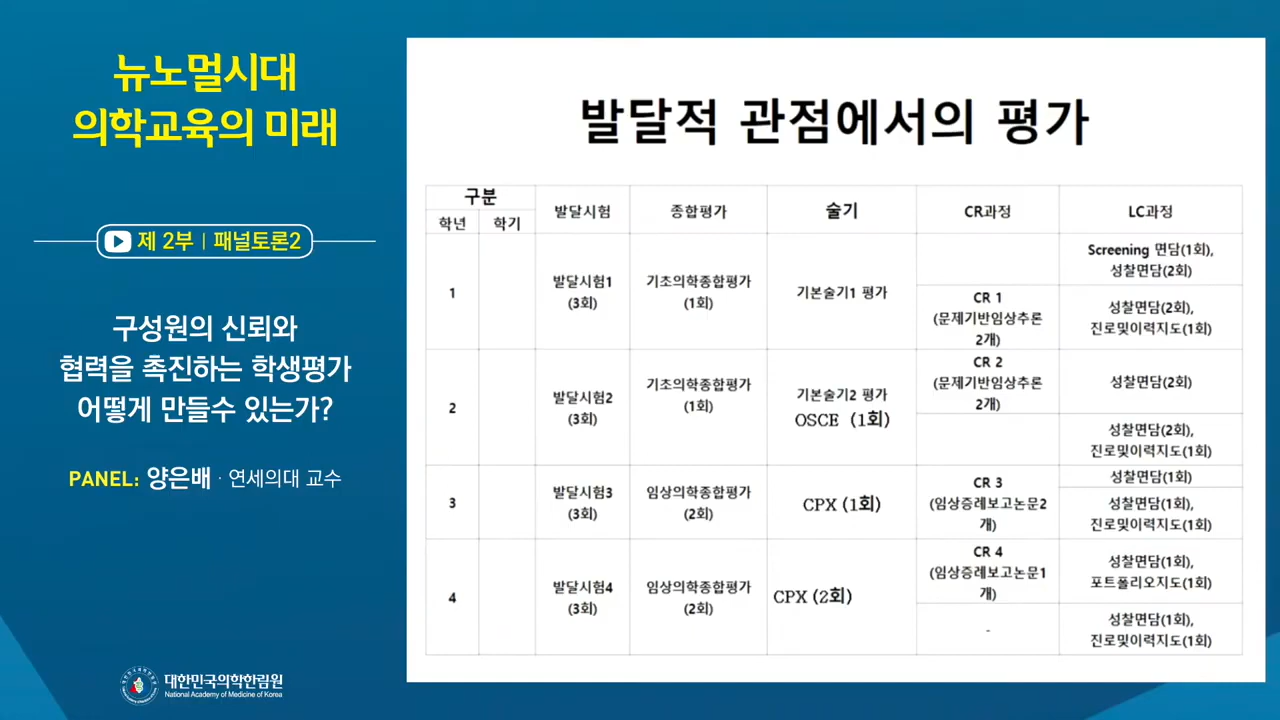 뉴노멀시대
의학교육의 미래
제 2부 | 패널토론2
구성원의 신뢰와
협력을 촉진하는 학생평가
어떻게 만들수 있는가?
PANEL: 양은배 · 연세의대 교수
대한민국의학한림원
National Academy of Medicine of Korea
발달적 관점에서의 평가
구분
학년 학기 발달시험 종합평가 술기 CR과정 LC과정
1
발달시험1
(3회)
기초의학종합평가
(1회)
기본술기1 평가
CR 1
(문제기반임상추론
2개)
Screening 면담(1회),
성찰면담(2회)
성찰면담(2회),
진로및이력지도(1회)
2
발달시험2
(3회)
기초의학종합평가
(1회)
기본술기2 평가
OSCE (1회)
CR 2
(문제기반임상추론
2개)
성찰면담(2회)
성찰면담(2회),
진로및이력지도(1회)
3
발달시험3
(3회)
임상의학종합평가
(2회)
CPX (1회)
CR 3
(임상증례보고논문2
개)
성찰면담(1회)
성찰면담(1회),
진로및이력지도(1회)
4
발달시험4
(3회)
임상의학종합평가
(2회)
CPX (2회)
CR 4
(임상증례보고논문1
개)
-
성찰면담(1회),
포트폴리오지도(1회)
성찰면담(1회),
진로및이력지도(1회)